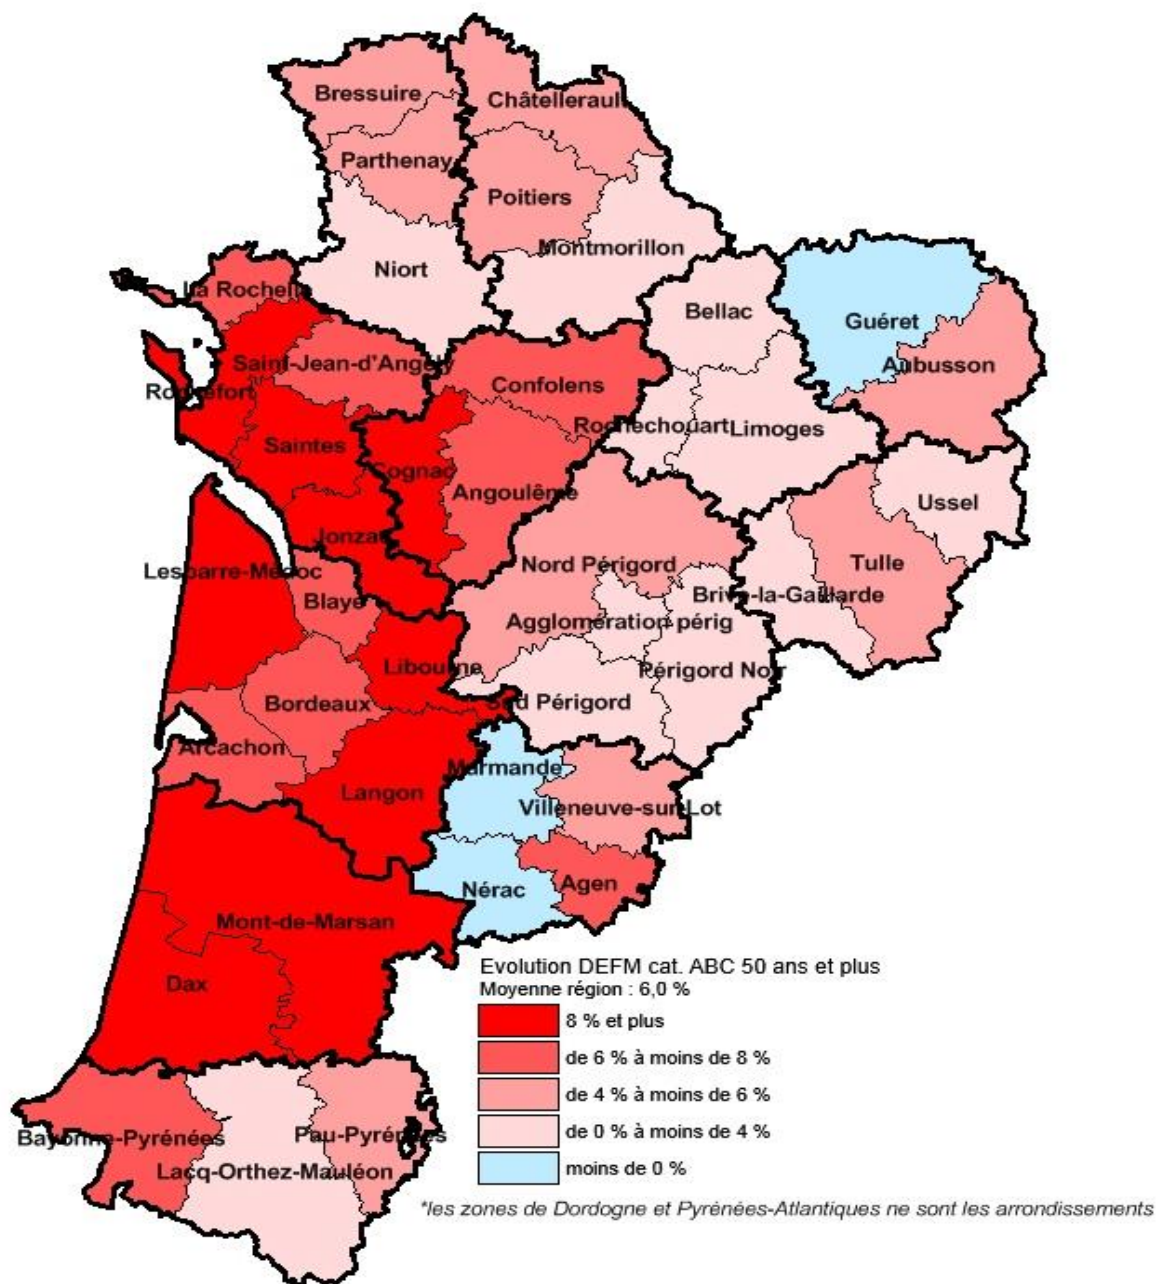 Bressuire
Châtellerault
Parthenay
Poitiers
Montmorillon
Niort
La Rochelle
Bellac
Guéret
Aubusson
Saint-Jean-d'Angély
Rochefort
Confolens
Rochechouart
Limoges
Saintes
Cognac
Angoulême
Ussel
Jonzac
Nord Périgord
Tulle
Lesparre-Médoc
Blaye
Brive-la-Gaillarde
Agglomération périg
Libourne
Périgord Noir
Bordeaux
Sud Périgord
Arcachon
Marmande
Langon
Villeneuve-sur-Lot
Nérac
Agen
Mont-de-Marsan
Dax
Evolution DEFM cat. ABC 50 ans et plus
Moyenne région : 6,0 %
8 % et plus
de 6 % à moins de 8 %
de 4 % à moins de 6 %
de 0 % à moins de 4 %
moins de 0 %
Bayonne-Pyrénées
Pau-Pyrénées
Lacq-Orthez-Mauléon
*les zones de Dordogne et Pyrénées-Atlantiques ne sont les arrondissements